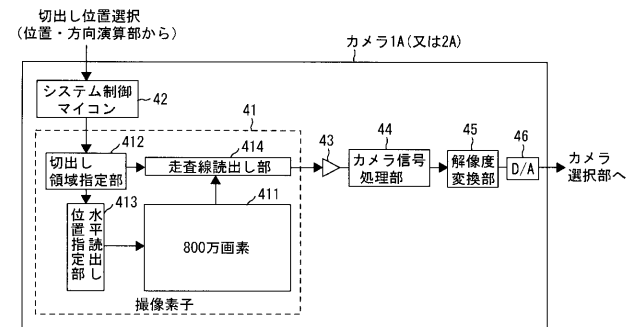 切出し位置選択
(位置・方向演算部から)
カメラ1A(又は2A)
システム制御
マイコン
42
41
412
切出し
領域指定部
414
走査線読出し部
43
44
カメラ信号
処理部
45
解像度
変換部
46
D/A
カメラ
選択部へ
413
水平読出し
位置指定部
411
800万画素
撮像素子